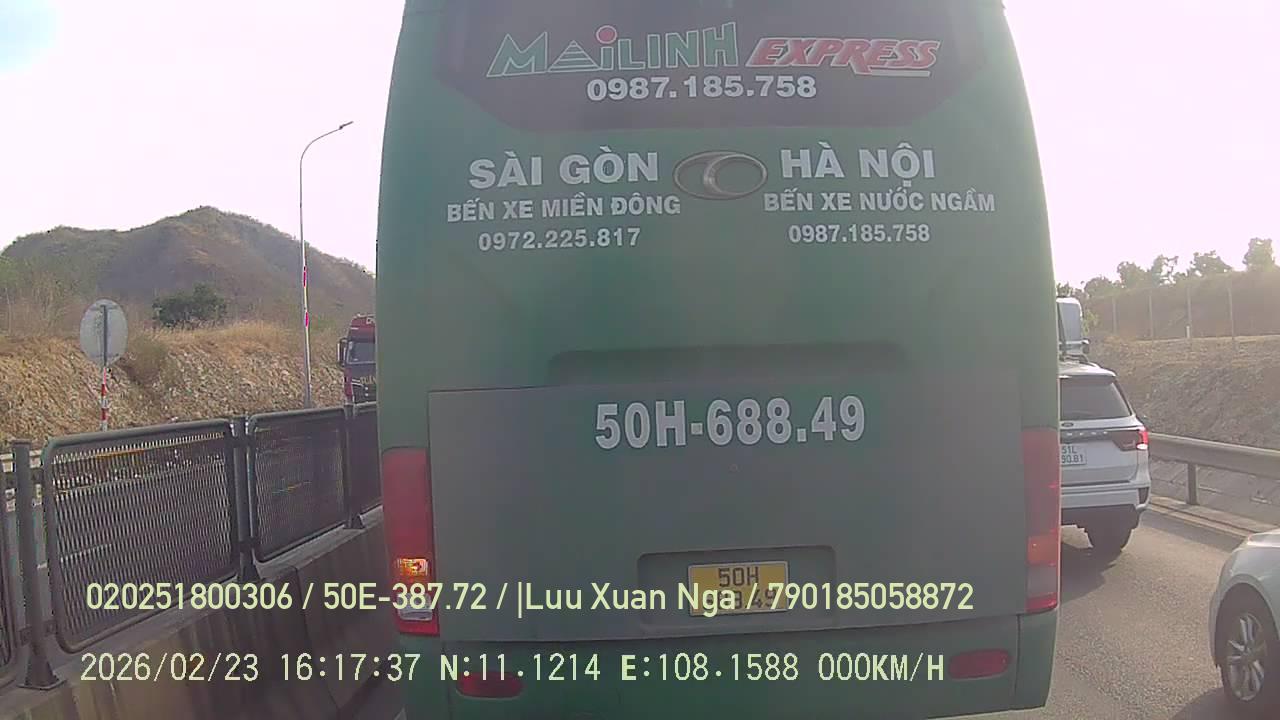 MAiLINH EXPRESS
0987.185.758
SÀI GÒN HÀ NỘI
BẾN XE MIỀN ĐÔNG BẾN XE NƯỚC NGẦM
0972.225.817 0987.185.758
50H-688.49
51L
50H
020251800306 / 50E-387.72 / |Luu Xuan Nga / 790185058872
2026/02/23 16:17:37 N:11.1214 E:108.1588 000KM/H